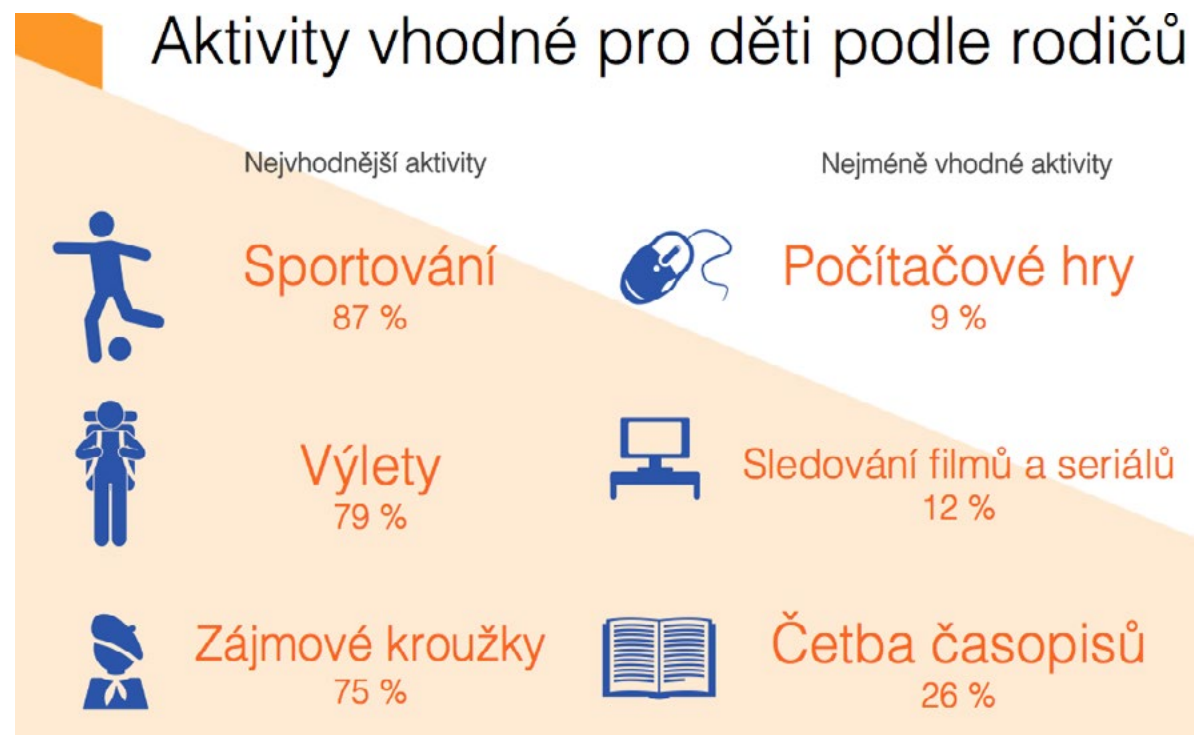 Aktivity vhodné pro děti podle rodičů
Nejvhodnější aktivity
Sportování
87 %
Výlety
79 %
Zájmové kroužky
75 %
Nejméně vhodné aktivity
Počítačové hry
9 %
Sledování filmů a seriálů
12 %
Četba časopisů
26 %